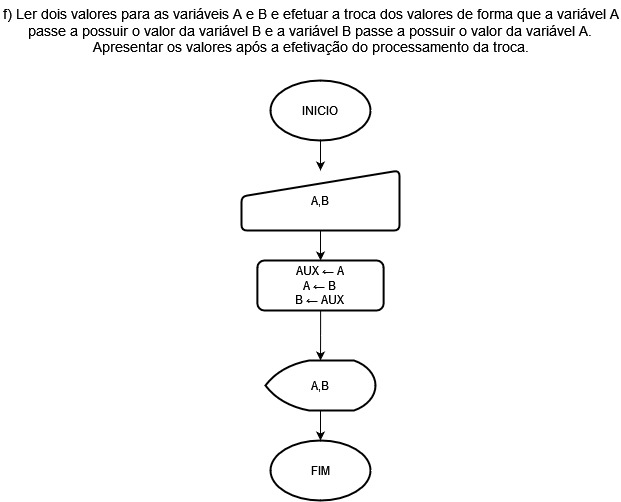 f) Ler dois valores para as variáveis A e B e efetuar a troca dos valores de forma que a variável A
passe a possuir o valor da variável B e a variável B passe a possuir o valor da variável A.
Apresentar os valores após a efetivação do processamento da troca.
INICIO
A,B
AUX ← A
A ← B
B ← AUX
A,B
FIM